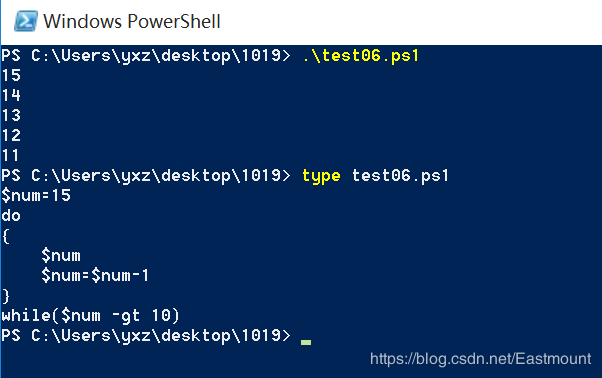 Windows PowerShell
PS C:\Users\yxz\desktop\1019> .\test06.ps1
15
14
13
12
11
PS C:\Users\yxz\desktop\1019> type test06.ps1
$num=15
do
{
    $num
    $num=$num-1
}
while($num -gt 10)
PS C:\Users\yxz\desktop\1019>
https://blog.csdn.net/Eastmount